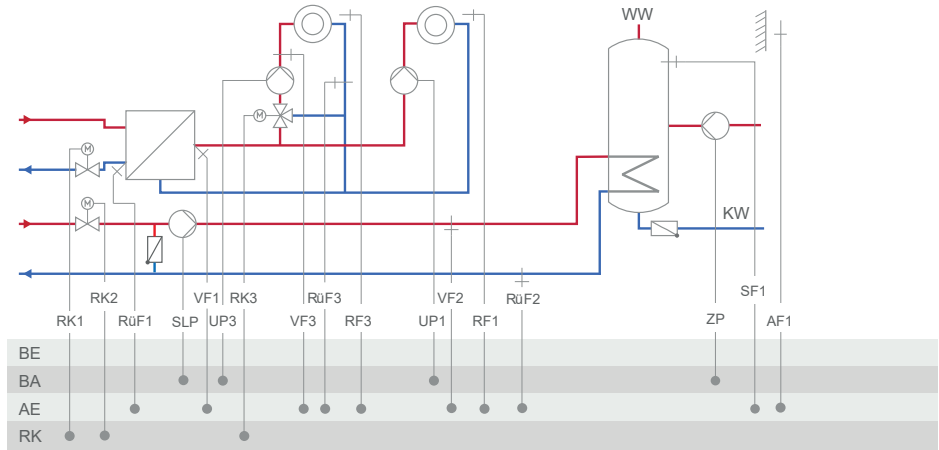 WW
M
M
M
KW
RK2 VF1 RK3 RüF3 VF2 RüF2 SF1
RK1 RüF1 SLP UP3 VF3 RF3 UP1 RF1 ZP AF1
BE
BA
AE
RK